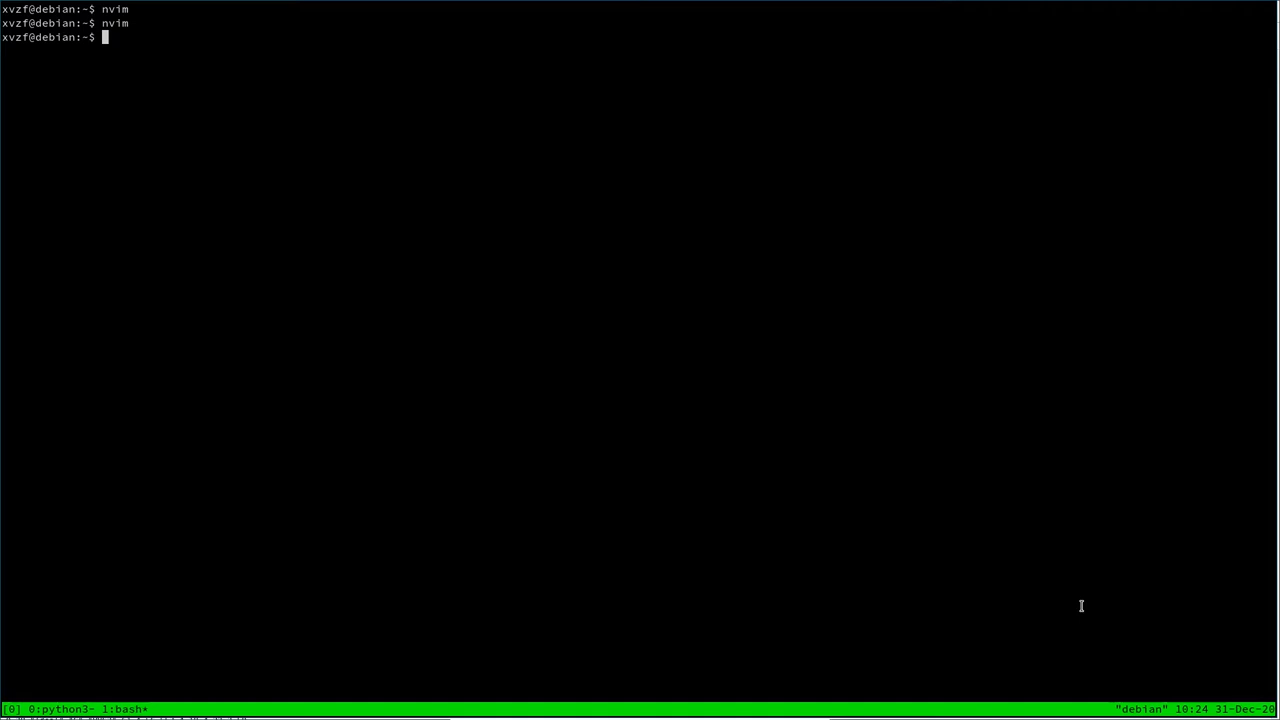 xvzf@debian:~$ nvim
xvzf@debian:~$ nvim
xvzf@debian:~$
[0] 0:python3- 1:bash* "debian" 10:24 31-Dec-20